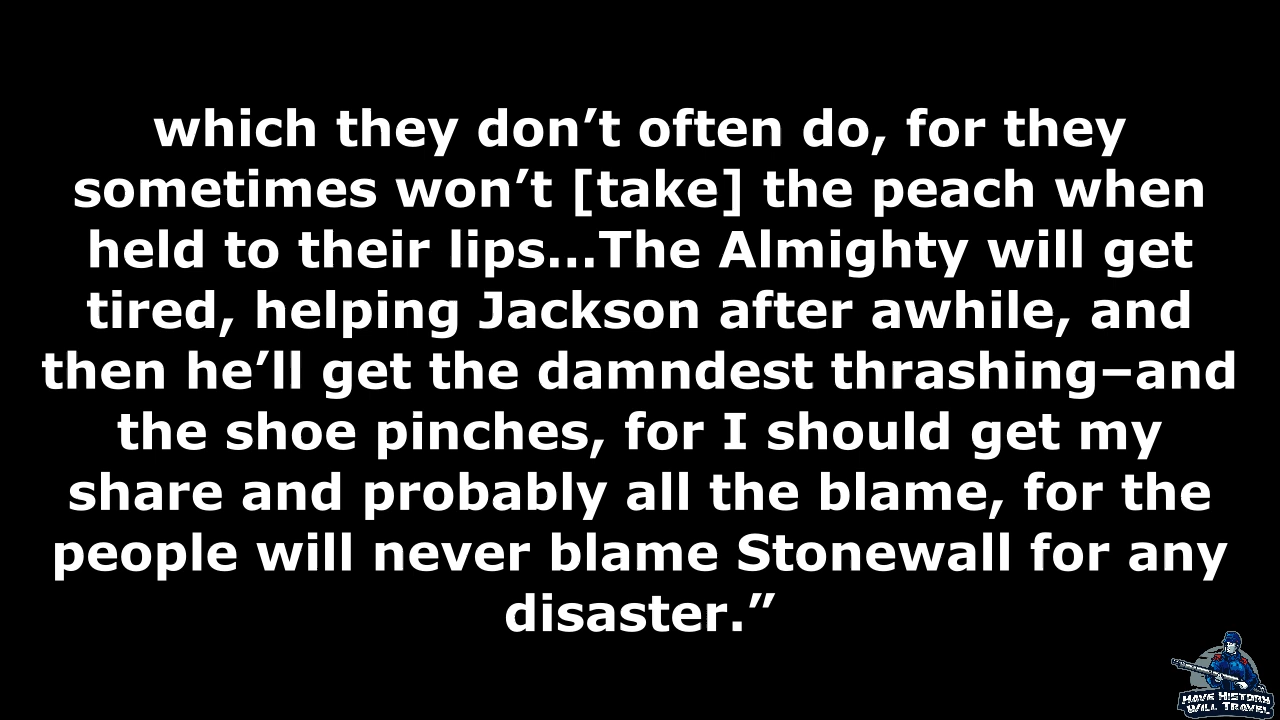 which they don’t often do, for they
sometimes won’t [take] the peach when
held to their lips…The Almighty will get
tired, helping Jackson after awhile, and
then he’ll get the damndest thrashing–and
the shoe pinches, for I should get my
share and probably all the blame, for the
people will never blame Stonewall for any
disaster.”
HAVE HISTORY
WILL TRAVEL